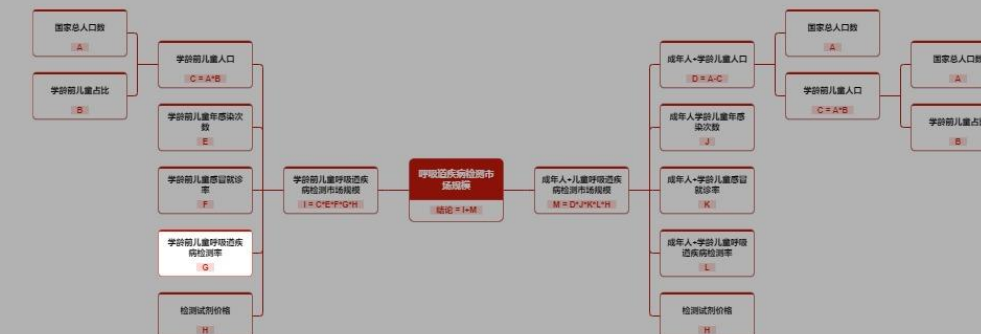 国家总人口数
A
学龄前儿童占比
B
学龄前儿童人口
C = A*B
学龄前儿童年感染次
数
E
学龄前儿童感冒就诊
率
F
学龄前儿童呼吸道疾
病检测率
G
检测试剂价格
H
学龄前儿童呼吸道疾
病检测市场规模
I = C*E*F*G*H
呼吸道疾病检测市
场规模
结论 = I+M
成年人+儿童呼吸道疾
病检测市场规模
M = D*J*K*L*H
成年人+学龄儿童人口
D = A-C
成年人学龄儿童年感
染次数
J
成年人+学龄儿童感冒
就诊率
K
成年人+学龄儿童呼吸
道疾病检测率
L
检测试剂价格
H
国家总人口数
A
学龄前儿童人口
C = A*B
国家总人口数
A
学龄前儿童占比
B